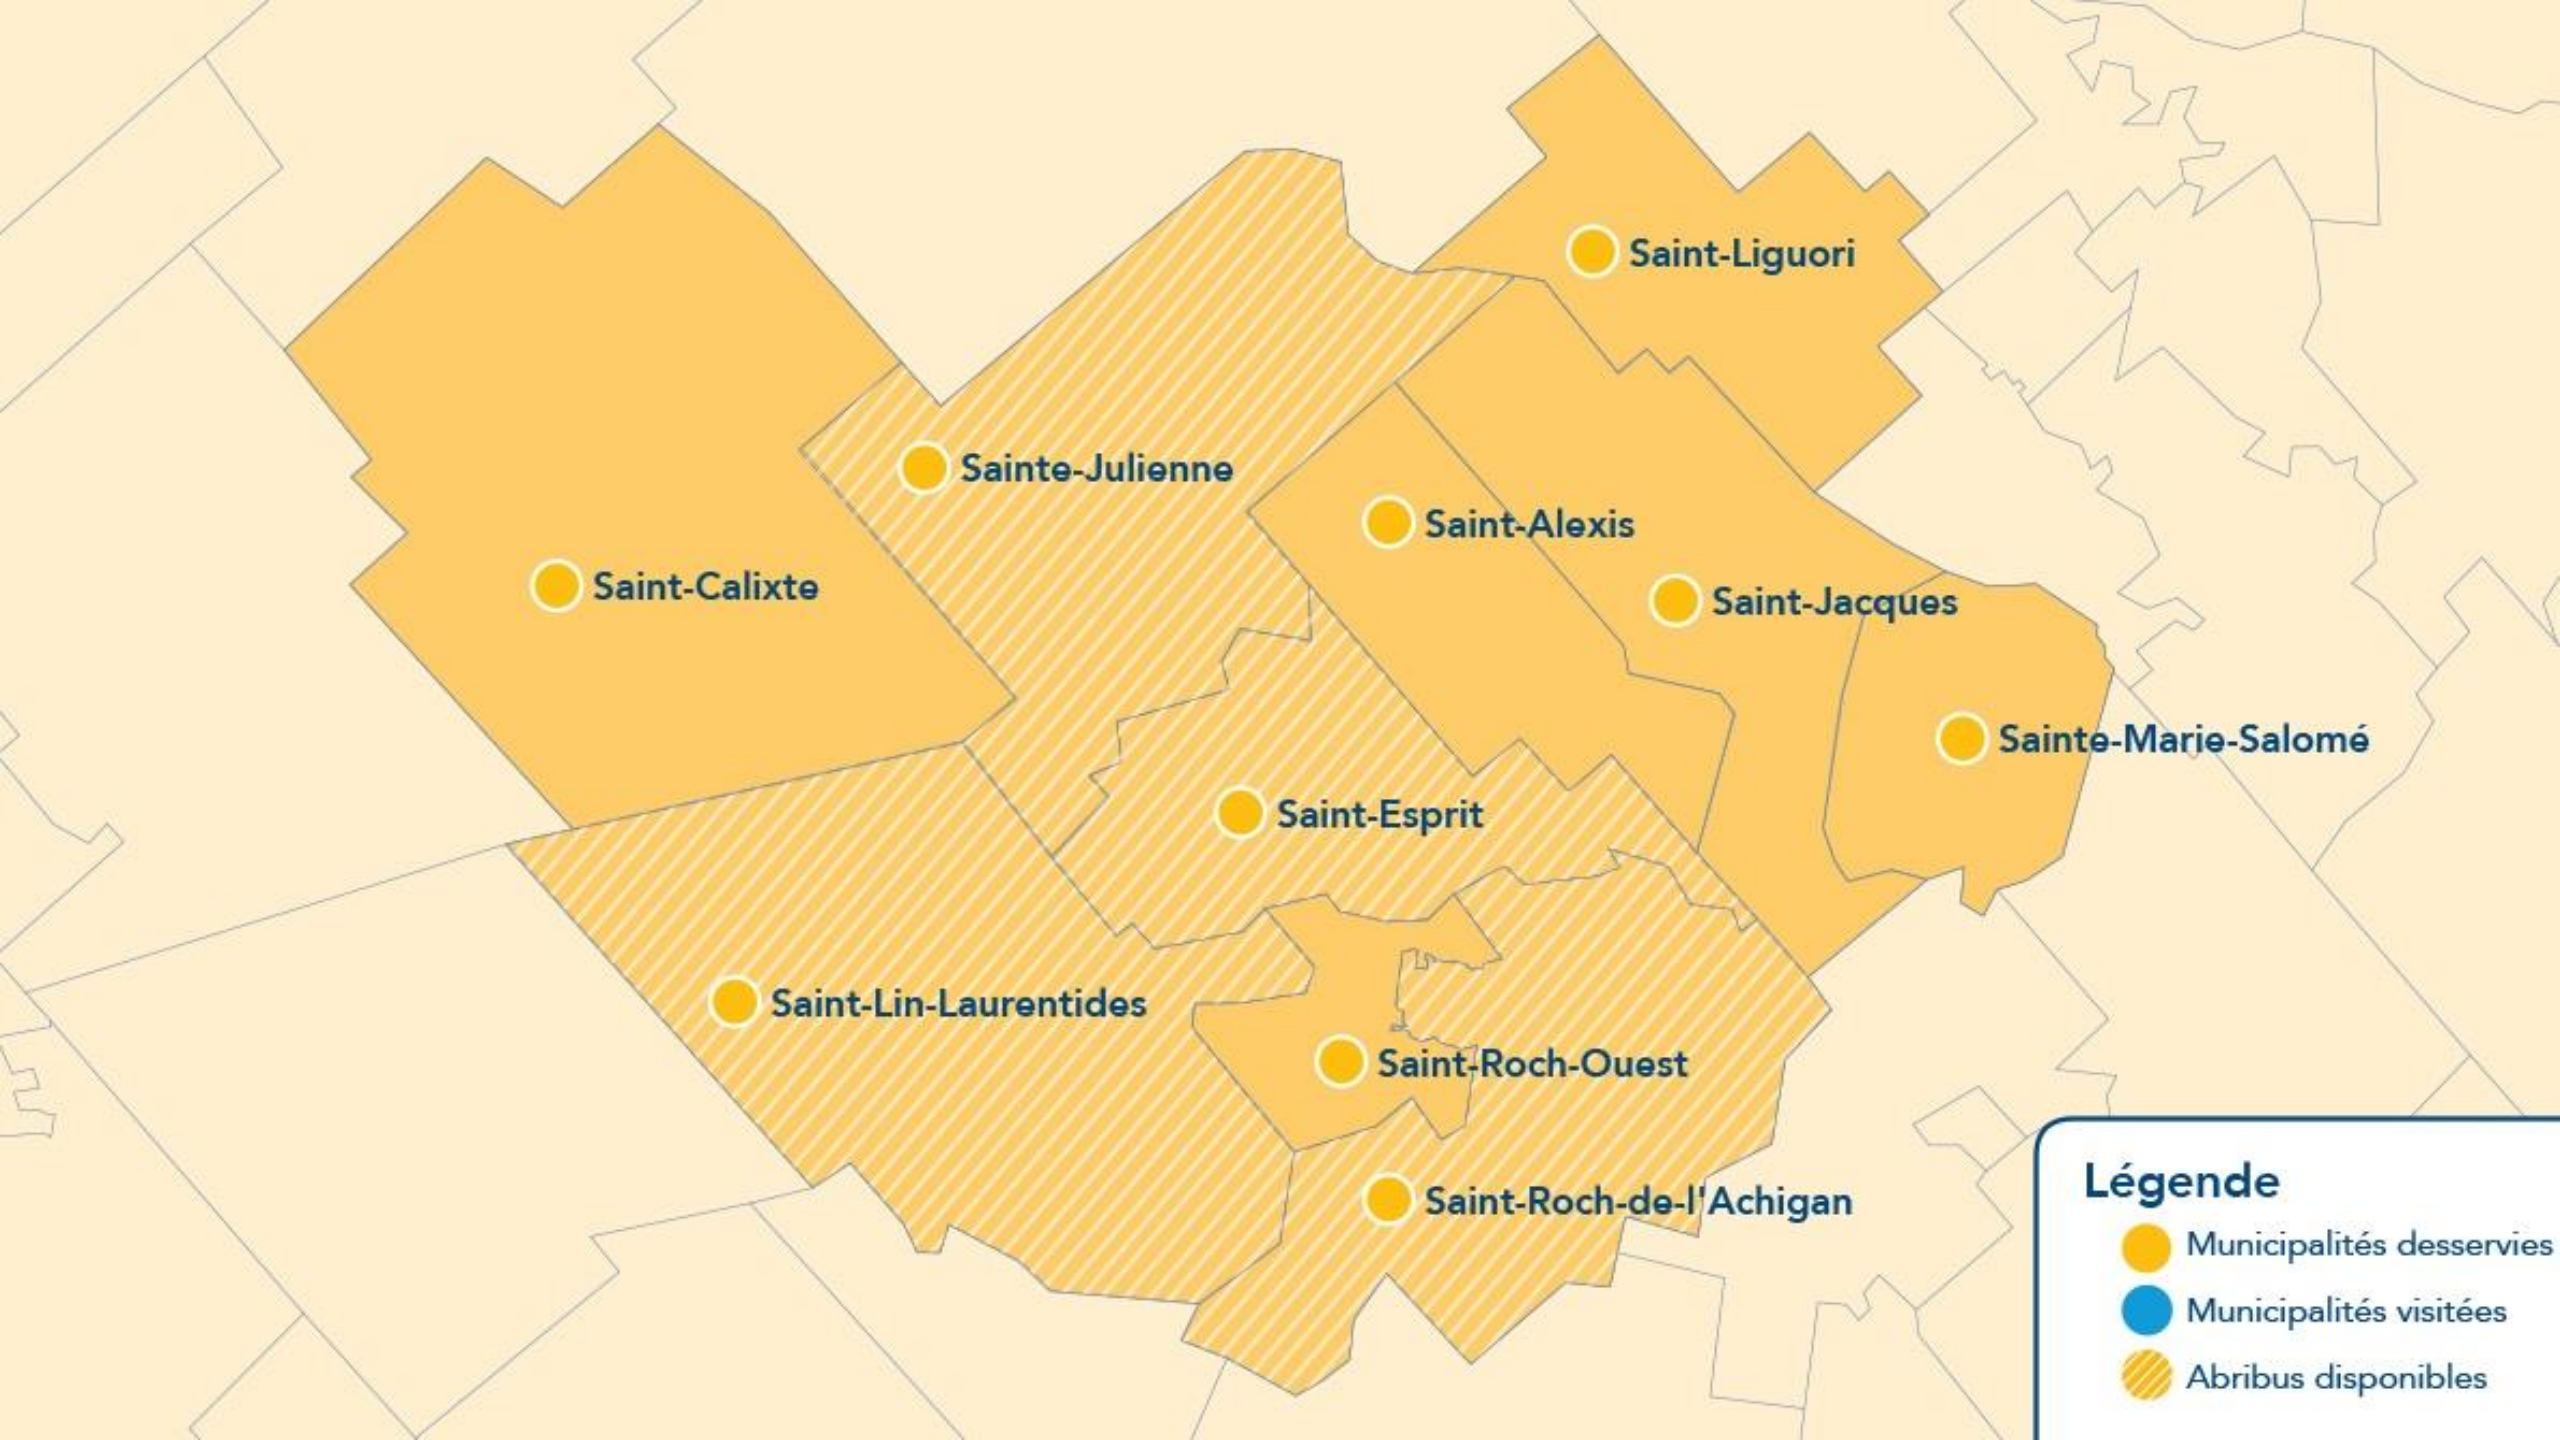 Saint-Liguori
Sainte-Julienne
Saint-Alexis
Saint-Calixte
Saint-Jacques
Sainte-Marie-Salomé
Saint-Esprit
Saint-Lin-Laurentides
Saint-Roch-Ouest
Saint-Roch-de-l'Achigan
Légende
Municipalités desservies
Municipalités visitées
Abribus disponibles